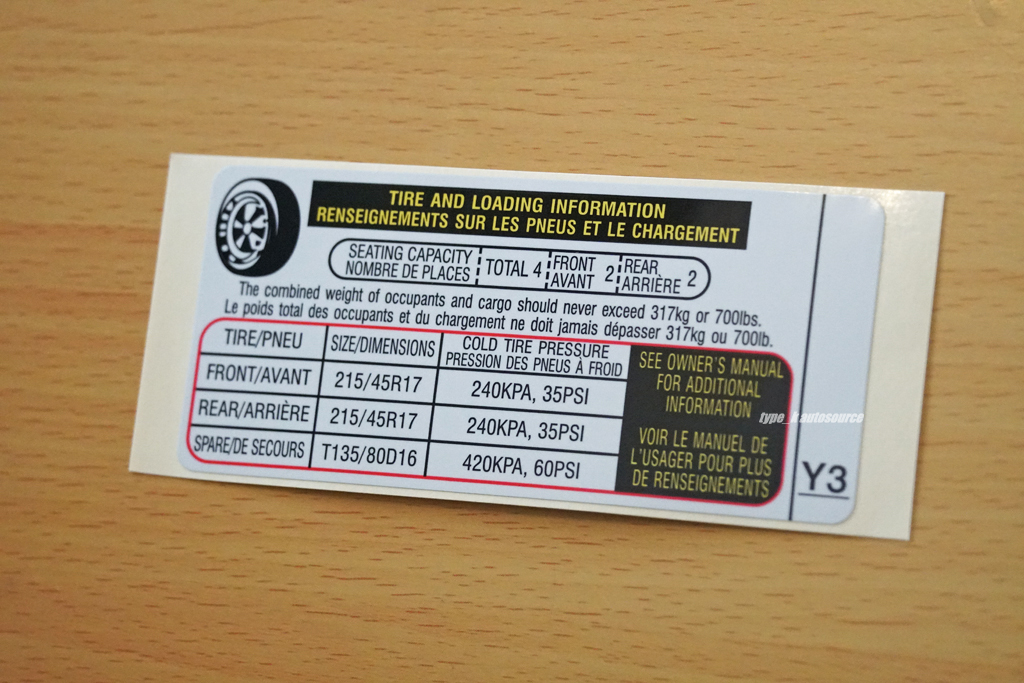 TIRE AND LOADING INFORMATION
RENSEIGNEMENTS SUR LES PNEUS ET LE CHARGEMENT
SEATING CAPACITY
NOMBRE DE PLACES
TOTAL 4
FRONT
AVANT 2
REAR
ARRIÈRE 2
The combined weight of occupants and cargo should never exceed 317kg or 700lbs.
Le poids total des occupants et du chargement ne doit jamais dépasser 317kg ou 700lb.
TIRE/PNEU SIZE/DIMENSIONS COLD TIRE PRESSURE
PRESSION DES PNEUS À FROID
FRONT/AVANT 215/45R17 240KPA, 35PSI
REAR/ARRIÈRE 215/45R17 240KPA, 35PSI
SPARE/DE SECOURS T135/80D16 420KPA, 60PSI
SEE OWNER'S MANUAL
FOR ADDITIONAL
INFORMATION
VOIR LE MANUEL DE
L'USAGER POUR PLUS
DE RENSEIGNEMENTS
type_k autosource
Y3